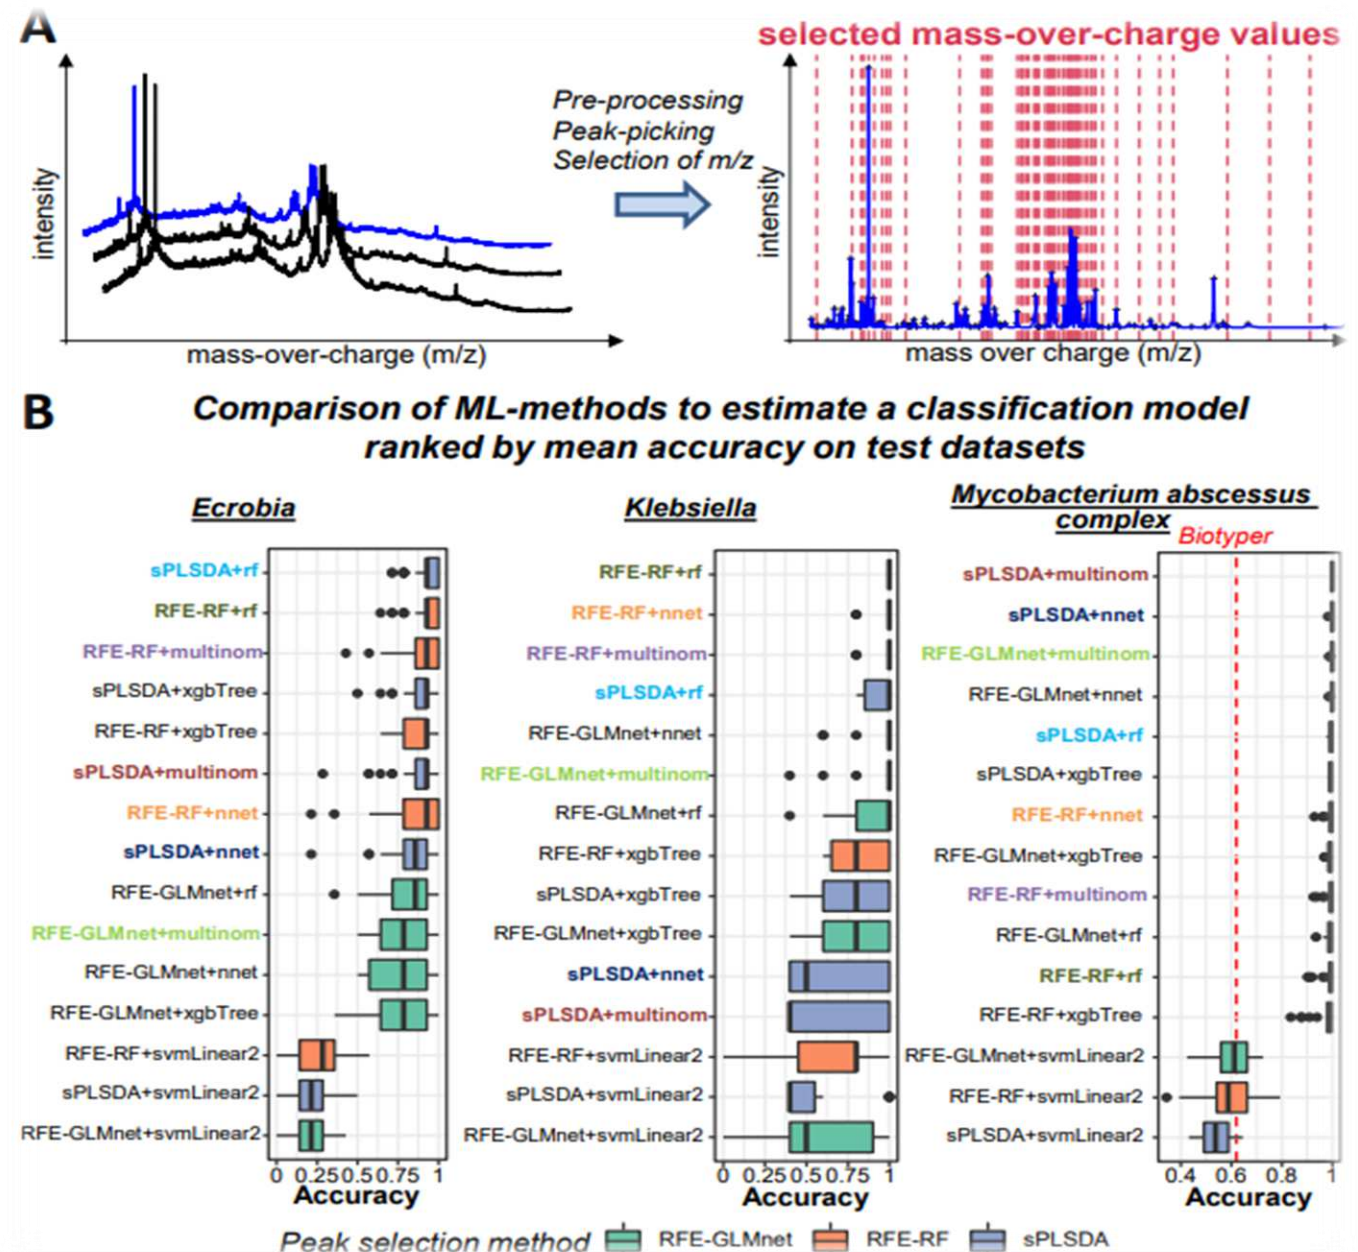 A
selected mass-over-charge values
Pre-processing
Peak-picking
Selection of m/z
intensity
mass-over-charge (m/z)
intensity
mass over charge (m/z)
B
Comparison of ML-methods to estimate a classification model
ranked by mean accuracy on test datasets
Ecrobia
sPLSDA+rf
RFE-RF+rf
RFE-RF+multinom
sPLSDA+xgbTree
RFE-RF+xgbTree
sPLSDA+multinom
RFE-RF+nnet
sPLSDA+nnet
RFE-GLMnet+rf
RFE-GLMnet+multinom
RFE-GLMnet+nnet
RFE-GLMnet+xgbTree
RFE-RF+svmLinear2
sPLSDA+svmLinear2
RFE-GLMnet+svmLinear2
0 0.25 0.5 0.75 1
Accuracy
Klebsiella
RFE-RF+rf
RFE-RF+nnet
RFE-RF+multinom
sPLSDA+rf
RFE-GLMnet+nnet
RFE-GLMnet+multinom
RFE-GLMnet+rf
RFE-RF+xgbTree
sPLSDA+xgbTree
RFE-GLMnet+xgbTree
sPLSDA+nnet
sPLSDA+multinom
RFE-RF+svmLinear2
sPLSDA+svmLinear2
RFE-GLMnet+svmLinear2
0 0.25 0.5 0.75 1
Accuracy
Mycobacterium abscessus
complex
Biotyper
sPLSDA+multinom
sPLSDA+nnet
RFE-GLMnet+multinom
RFE-GLMnet+nnet
sPLSDA+rf
sPLSDA+xgbTree
RFE-RF+nnet
RFE-GLMnet+xgbTree
RFE-RF+multinom
RFE-GLMnet+rf
RFE-RF+rf
RFE-RF+xgbTree
RFE-GLMnet+svmLinear2
RFE-RF+svmLinear2
sPLSDA+svmLinear2
0.4 0.6 0.8 1
Accuracy
Peak selection method RFE-GLMnet RFE-RF sPLSDA